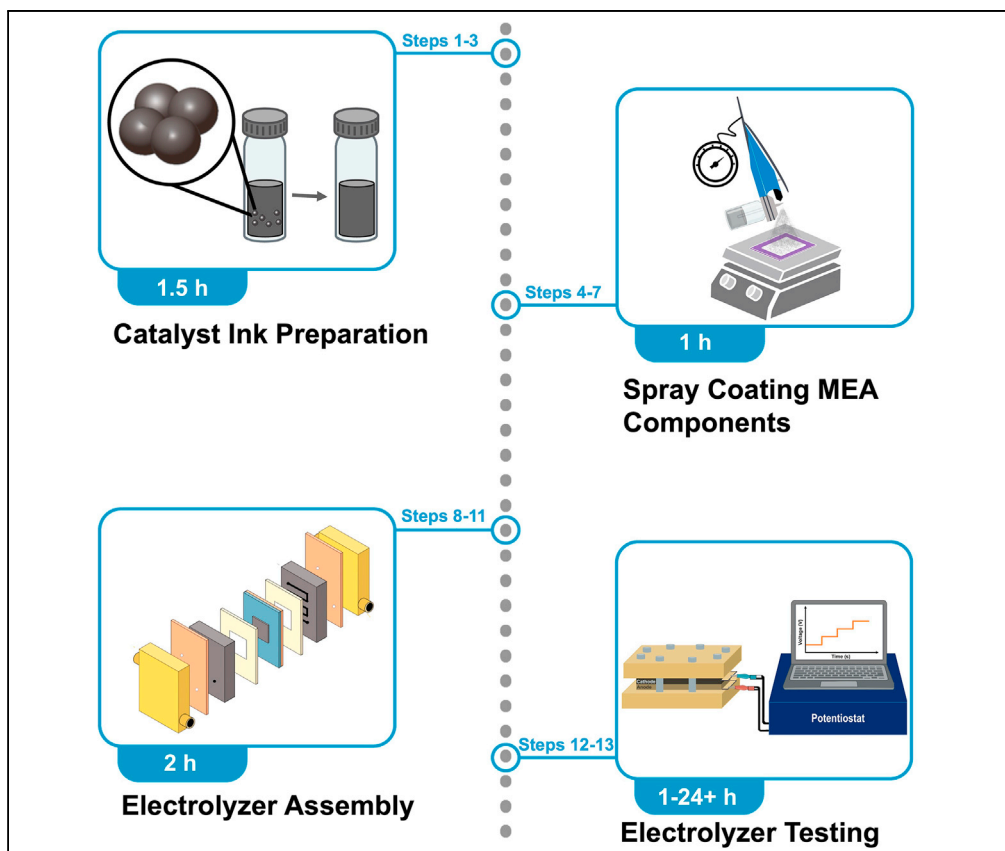 Steps 1-3
1.5 h
Catalyst Ink Preparation
Steps 4-7
1 h
Spray Coating MEA
Components
Steps 8-11
2 h
Electrolyzer Assembly
Steps 12-13
Voltage (V)
Time (s)
Cathode
Anode
Potentiostat
1-24+ h
Electrolyzer Testing